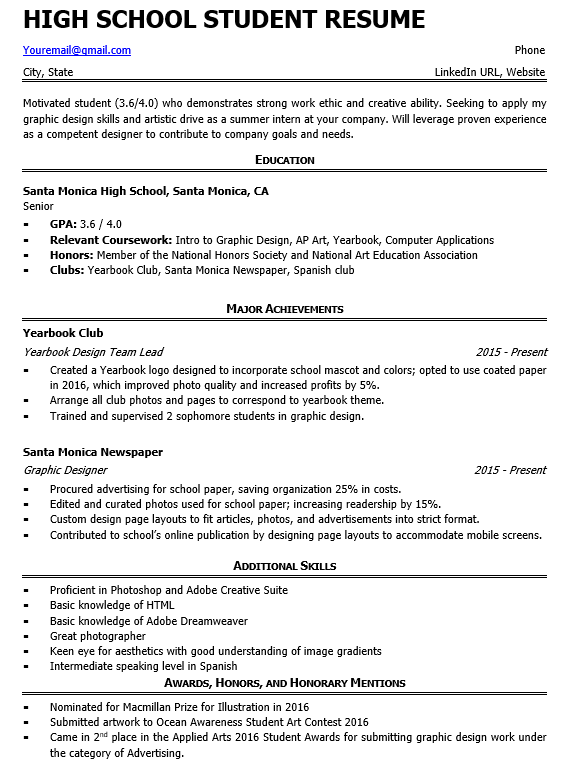 HIGH SCHOOL STUDENT RESUME
Youremail@gmail.com Phone
City, State LinkedIn URL, Website
Motivated student (3.6/4.0) who demonstrates strong work ethic and creative ability. Seeking to apply my
graphic design skills and artistic drive as a summer intern at your company. Will leverage proven experience
as a competent designer to contribute to company goals and needs.
EDUCATION
Santa Monica High School, Santa Monica, CA
Senior
▪ GPA: 3.6 / 4.0
▪ Relevant Coursework: Intro to Graphic Design, AP Art, Yearbook, Computer Applications
▪ Honors: Member of the National Honors Society and National Art Education Association
▪ Clubs: Yearbook Club, Santa Monica Newspaper, Spanish club
MAJOR ACHIEVEMENTS
Yearbook Club
Yearbook Design Team Lead 2015 - Present
▪ Created a Yearbook logo designed to incorporate school mascot and colors; opted to use coated paper
in 2016, which improved photo quality and increased profits by 5%.
▪ Arrange all club photos and pages to correspond to yearbook theme.
▪ Trained and supervised 2 sophomore students in graphic design.
Santa Monica Newspaper
Graphic Designer 2015 - Present
▪ Procured advertising for school paper, saving organization 25% in costs.
▪ Edited and curated photos used for school paper; increasing readership by 15%.
▪ Custom design page layouts to fit articles, photos, and advertisements into strict format.
▪ Contributed to school's online publication by designing page layouts to accommodate mobile screens.
ADDITIONAL SKILLS
▪ Proficient in Photoshop and Adobe Creative Suite
▪ Basic knowledge of HTML
▪ Basic knowledge of Adobe Dreamweaver
▪ Great photographer
▪ Keen eye for aesthetics with good understanding of image gradients
▪ Intermediate speaking level in Spanish
AWARDS, HONORS, AND HONORARY MENTIONS
▪ Nominated for Macmillan Prize for Illustration in 2016
▪ Submitted artwork to Ocean Awareness Student Art Contest 2016
▪ Came in 2nd place in the Applied Arts 2016 Student Awards for submitting graphic design work under
the category of Advertising.